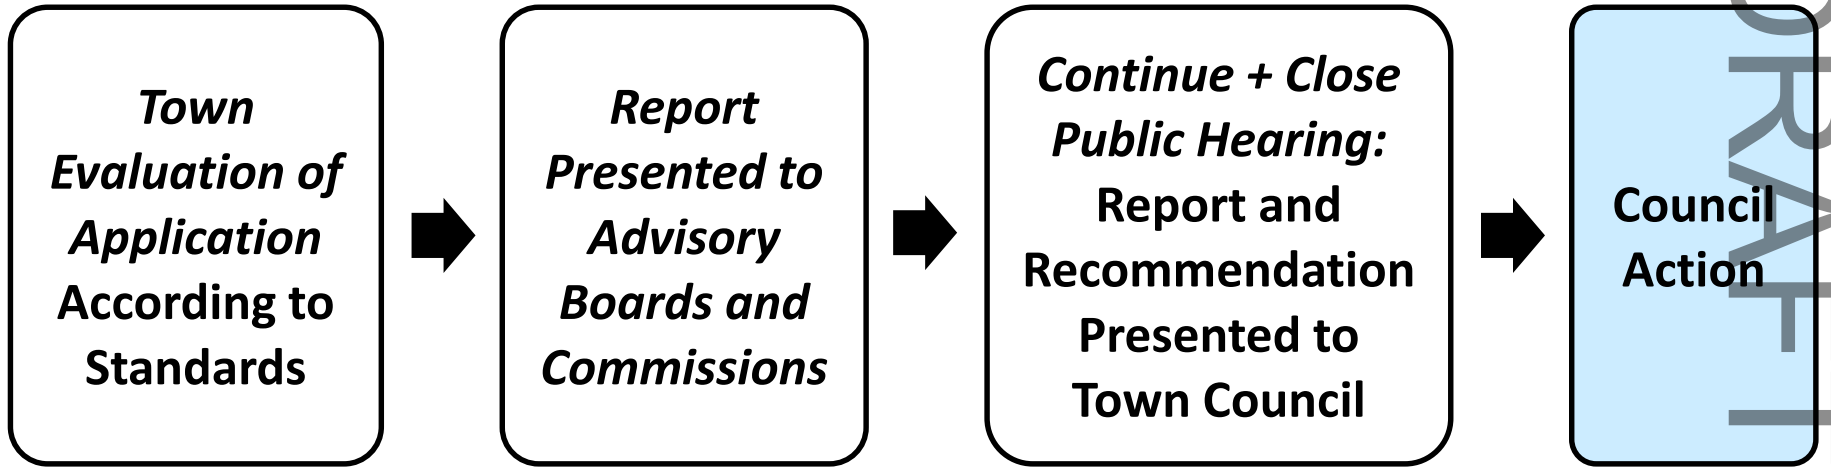 Town
Evaluation of
Application
According to
Standards
Report
Presented to
Advisory
Boards and
Commissions
Continue + Close
Public Hearing:
Report and
Recommendation
Presented to
Town Council
Council
Action
DRAFT